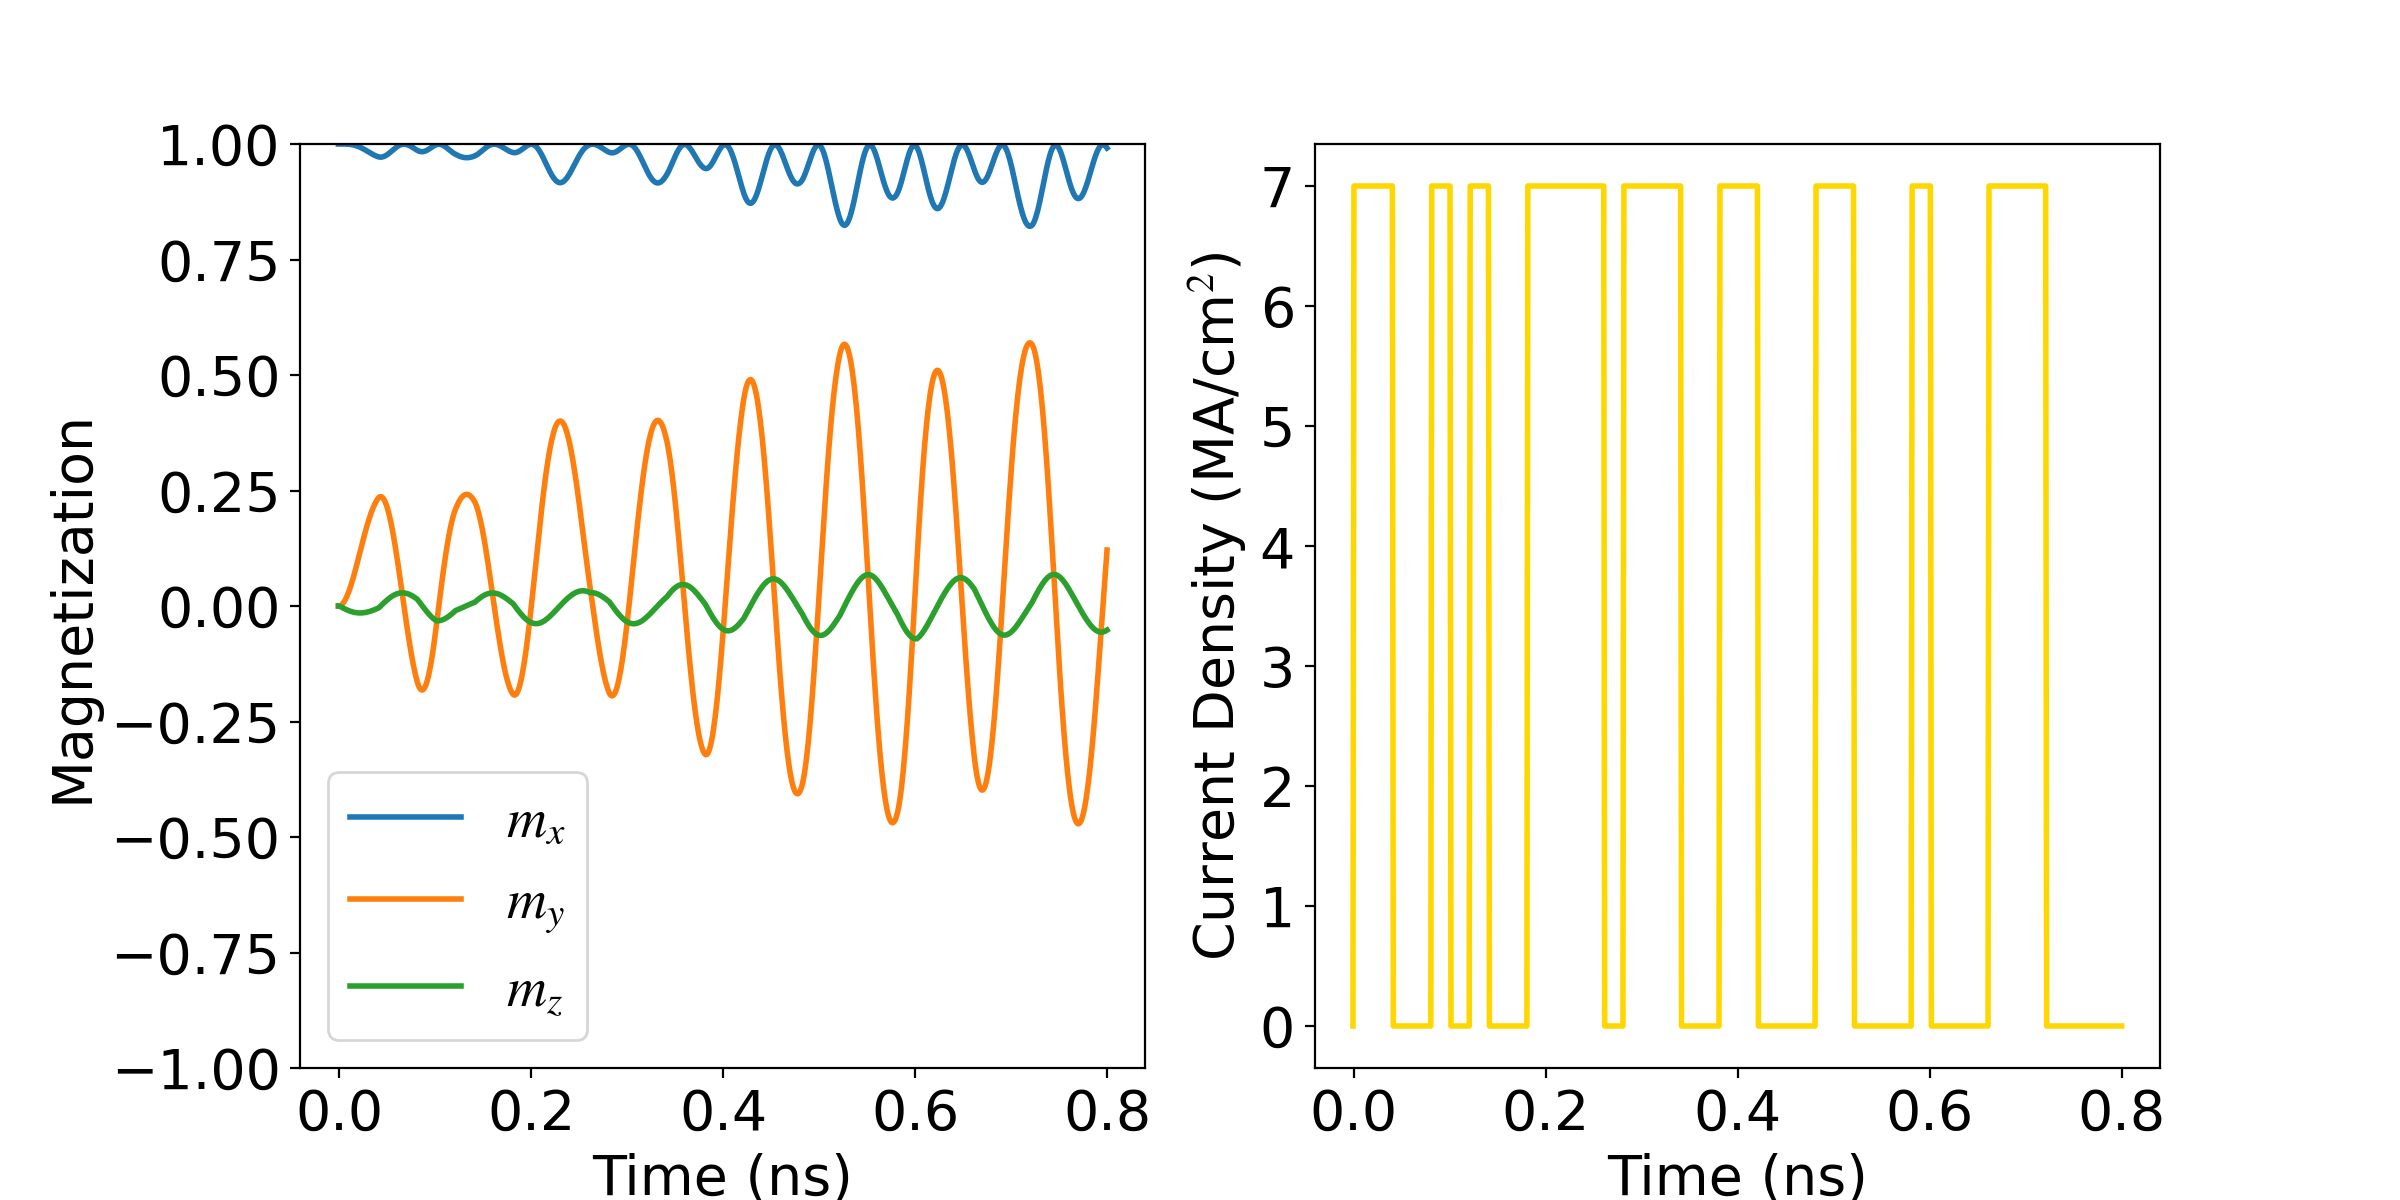 1.00
0.75
0.50
0.25
0.00
−0.25
−0.50
−0.75
−1.00
Magnetization
m_x
m_y
m_z
0.0 0.2 0.4 0.6 0.8
Time (ns)
7
6
5
4
3
2
1
0
Current Density (MA/cm²)
0.0 0.2 0.4 0.6 0.8
Time (ns)